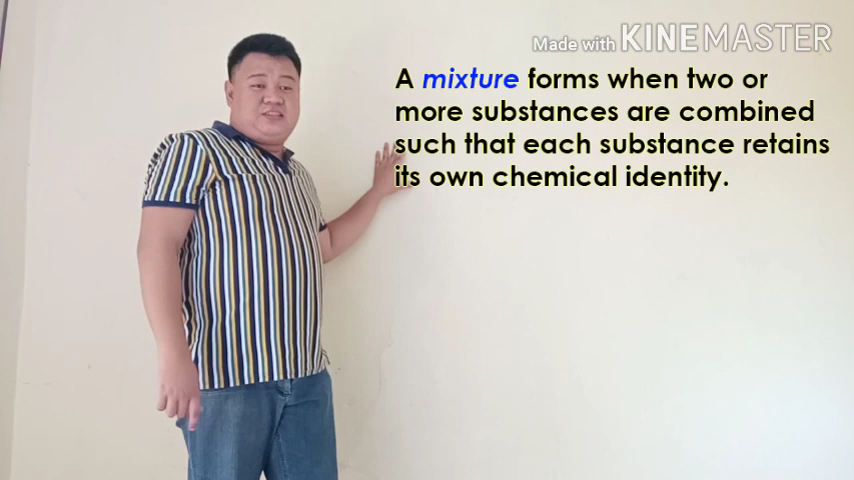 Made with KINEMASTER
A mixture forms when two or
more substances are combined
such that each substance retains
its own chemical identity.